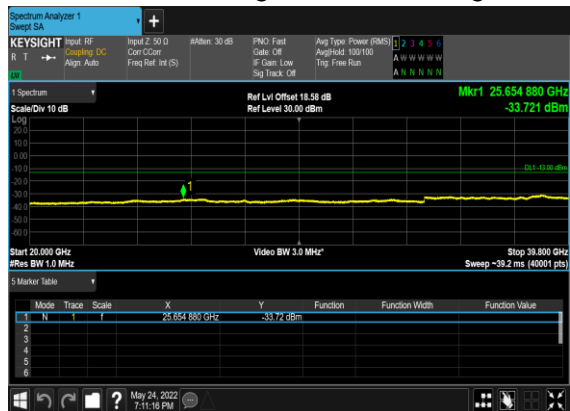 Spectrum Analyzer 1
Swept SA
+
KEYSIGHT Input: RF Input Z: 50 Ω #Atten: 30 dB PNO: Fast Avg Type: Power (RMS) 1 2 3 4 5 6
R T Coupling: DC Corr CCorr Gate: Off Avg|Hold: 100/100 A W W W W W
Align: Auto Freq Ref: Int (S) IF Gain: Low Trig: Free Run
Sig Track: Off A N N N N N
LW
1 Spectrum Ref Lvl Offset 18.58 dB Mkr1 25.654 880 GHz
Scale/Div 10 dB Ref Level 30.00 dBm -33.721 dBm
Log
20.0
10.0
0.00
-10.0 DL1 -13.00 dBm
-20.0
-30.0 1
-40.0
-50.0
-60.0
Start 20.000 GHz Video BW 3.0 MHz* Stop 39.800 GHz
#Res BW 1.0 MHz Sweep ~39.2 ms (40001 pts)
5 Marker Table
Mode Trace Scale X Y Function Function Width Function Value
1 N 1 f 25.654 880 GHz -33.72 dBm
2
3
4
5
6
? May 24, 2022
7:11:16 PM